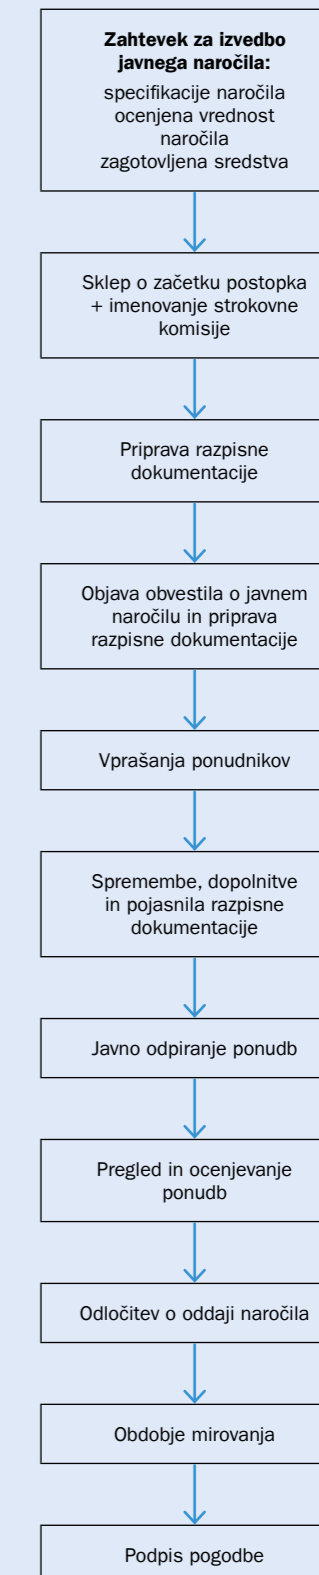 Zahtevek za izvedbo
javnega naročila:
specifikacije naročila
ocenjena vrednost
naročila
zagotovljena sredstva
Sklep o začetku postopka
+ imenovanje strokovne
komisije
Priprava razpisne
dokumentacije
Objava obvestila o javnem
naročilu in priprava
razpisne dokumentacije
Vprašanja ponudnikov
Spremembe, dopolnitve
in pojasnila razpisne
dokumentacije
Javno odpiranje ponudb
Pregled in ocenjevanje
ponudb
Odločitev o oddaji naročila
Obdobje mirovanja
Podpis pogodbe